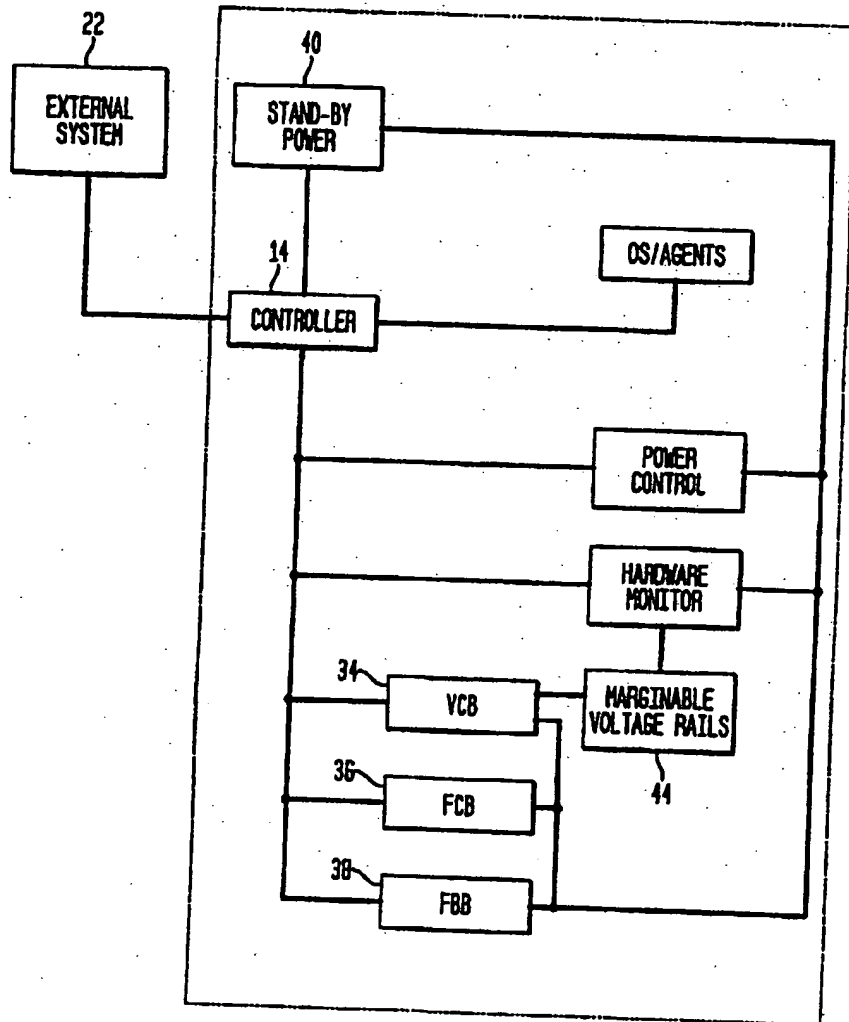 22
EXTERNAL
SYSTEM
40
STAND-BY
POWER
OS/AGENTS
14
CONTROLLER
POWER
CONTROL
HARDWARE
MONITOR
34
VCB
MARGINABLE
VOLTAGE RAILS
44
36
FCB
38
FBB